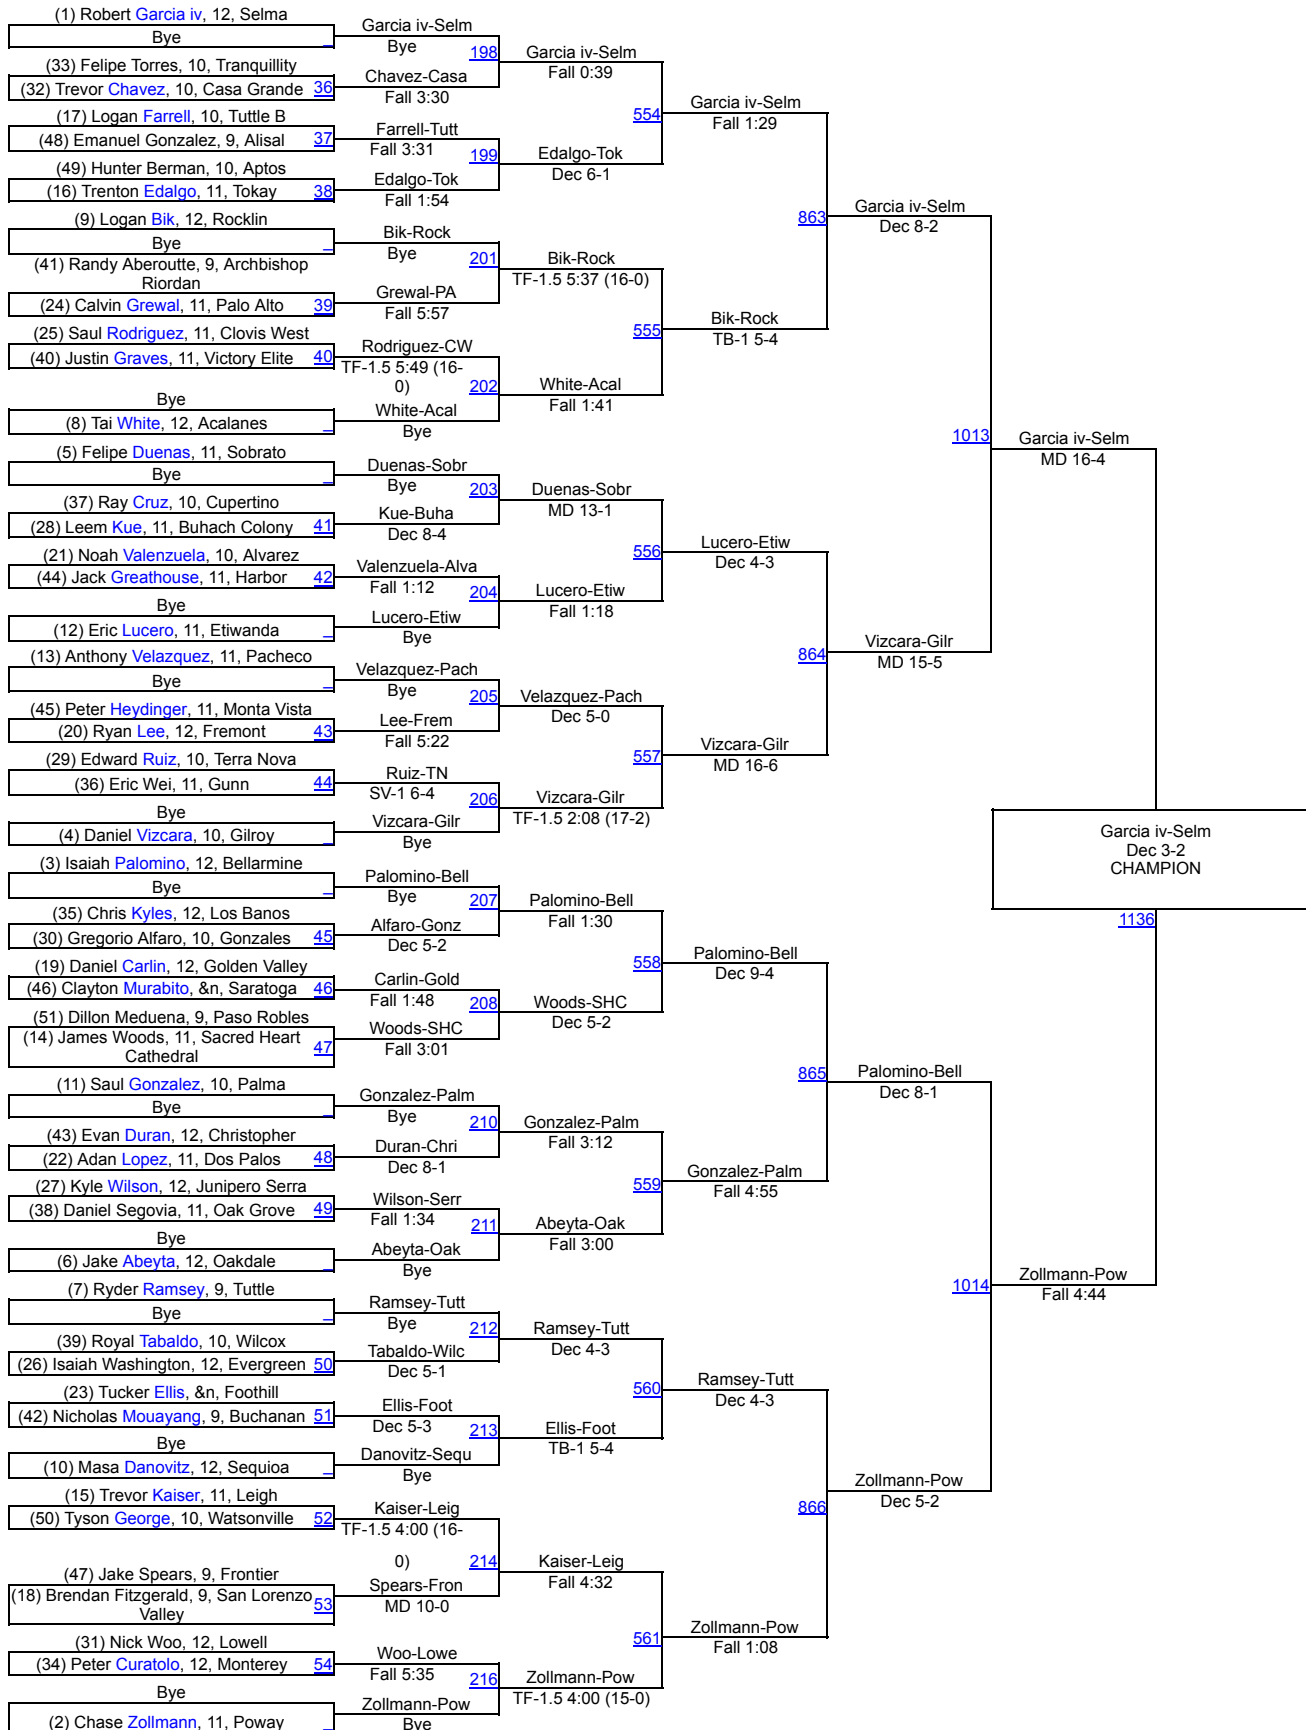 (1) Robert Garcia iv, 12, Selma
Bye
(33) Felipe Torres, 10, Tranquillity
(32) Trevor Chavez, 10, Casa Grande 36
(17) Logan Farrell, 10, Tuttle B
(48) Emanuel Gonzalez, 9, Alisal 37
(49) Hunter Berman, 10, Aptos
(16) Trenton Edalgo, 11, Tokay 38
(9) Logan Bik, 12, Rocklin
Bye
(41) Randy Aberoutte, 9, Archbishop
Riordan
(24) Calvin Grewal, 11, Palo Alto 39
(25) Saul Rodriguez, 11, Clovis West
(40) Justin Graves, 11, Victory Elite 40
Bye
(8) Tai White, 12, Acalanes
(5) Felipe Duenas, 11, Sobrato
Bye
(37) Ray Cruz, 10, Cupertino
(28) Leem Kue, 11, Buhach Colony 41
(21) Noah Valenzuela, 10, Alvarez
(44) Jack Greathouse, 11, Harbor 42
Bye
(12) Eric Lucero, 11, Etiwanda
(13) Anthony Velazquez, 11, Pacheco
Bye
(45) Peter Heydinger, 11, Monta Vista
(20) Ryan Lee, 12, Fremont 43
(29) Edward Ruiz, 10, Terra Nova
(36) Eric Wei, 11, Gunn 44
Bye
(4) Daniel Vizcara, 10, Gilroy
(3) Isaiah Palomino, 12, Bellarmine
Bye
(35) Chris Kyles, 12, Los Banos
(30) Gregorio Alfaro, 10, Gonzales 45
(19) Daniel Carlin, 12, Golden Valley
(46) Clayton Murabito, &n, Saratoga 46
(51) Dillon Meduena, 9, Paso Robles
(14) James Woods, 11, Sacred Heart
Cathedral 47
(11) Saul Gonzalez, 10, Palma
Bye
(43) Evan Duran, 12, Christopher
(22) Adan Lopez, 11, Dos Palos 48
(27) Kyle Wilson, 12, Junipero Serra
(38) Daniel Segovia, 11, Oak Grove 49
Bye
(6) Jake Abeyta, 12, Oakdale
(7) Ryder Ramsey, 9, Tuttle
Bye
(39) Royal Tabaldo, 10, Wilcox
(26) Isaiah Washington, 12, Evergreen 50
(23) Tucker Ellis, &n, Foothill
(42) Nicholas Mouayang, 9, Buchanan 51
Bye
(10) Masa Danovitz, 12, Sequioa
(15) Trevor Kaiser, 11, Leigh
(50) Tyson George, 10, Watsonville 52
(47) Jake Spears, 9, Frontier
(18) Brendan Fitzgerald, 9, San Lorenzo
Valley 53
(31) Nick Woo, 12, Lowell
(34) Peter Curatolo, 12, Monterey 54
Bye
(2) Chase Zollmann, 11, Poway
Garcia iv-Selm
Bye 198
Chavez-Casa
Fall 3:30
Farrell-Tutt
Fall 3:31 199
Edalgo-Tok
Fall 1:54
Bik-Rock
Bye 201
Grewal-PA
Fall 5:57
Rodriguez-CW
TF-1.5 5:49 (16-
0) 202
White-Acal
Bye
Duenas-Sobr
Bye 203
Kue-Buha
Dec 8-4
Valenzuela-Alva
Fall 1:12 204
Lucero-Etiw
Bye
Velazquez-Pach
Bye 205
Lee-Frem
Fall 5:22
Ruiz-TN
SV-1 6-4 206
Vizcara-Gilr
Bye
Palomino-Bell
Bye 207
Alfaro-Gonz
Dec 5-2
Carlin-Gold
Fall 1:48 208
Woods-SHC
Fall 3:01
Gonzalez-Palm
Bye 210
Duran-Chri
Dec 8-1
Wilson-Serr
Fall 1:34 211
Abeyta-Oak
Bye
Ramsey-Tutt
Bye 212
Tabaldo-Wilc
Dec 5-1
Ellis-Foot
Dec 5-3 213
Danovitz-Sequ
Bye
Kaiser-Leig
TF-1.5 4:00 (16-
0) 214
Spears-Fron
MD 10-0
Woo-Lowe
Fall 5:35 216
Zollmann-Pow
Bye
Garcia iv-Selm
Fall 0:39
554
Edalgo-Tok
Dec 6-1
Bik-Rock
TF-1.5 5:37 (16-0)
555
White-Acal
Fall 1:41
Duenas-Sobr
MD 13-1
556
Lucero-Etiw
Fall 1:18
Velazquez-Pach
Dec 5-0
557
Vizcara-Gilr
TF-1.5 2:08 (17-2)
Palomino-Bell
Fall 1:30
558
Woods-SHC
Dec 5-2
Gonzalez-Palm
Fall 3:12
559
Abeyta-Oak
Fall 3:00
Ramsey-Tutt
Dec 4-3
560
Ellis-Foot
TB-1 5-4
Kaiser-Leig
Fall 4:32
561
Zollmann-Pow
TF-1.5 4:00 (15-0)
Garcia iv-Selm
Fall 1:29
863
Bik-Rock
TB-1 5-4
Lucero-Etiw
Dec 4-3
864
Vizcara-Gilr
MD 16-6
Palomino-Bell
Dec 9-4
865
Gonzalez-Palm
Fall 4:55
Ramsey-Tutt
Dec 4-3
866
Zollmann-Pow
Fall 1:08
Garcia iv-Selm
Dec 8-2
1013
Vizcara-Gilr
MD 15-5
Palomino-Bell
Dec 8-1
1014
Zollmann-Pow
Dec 5-2
Garcia iv-Selm
MD 16-4
Zollmann-Pow
Fall 4:44
Garcia iv-Selm
Dec 3-2
CHAMPION
1136